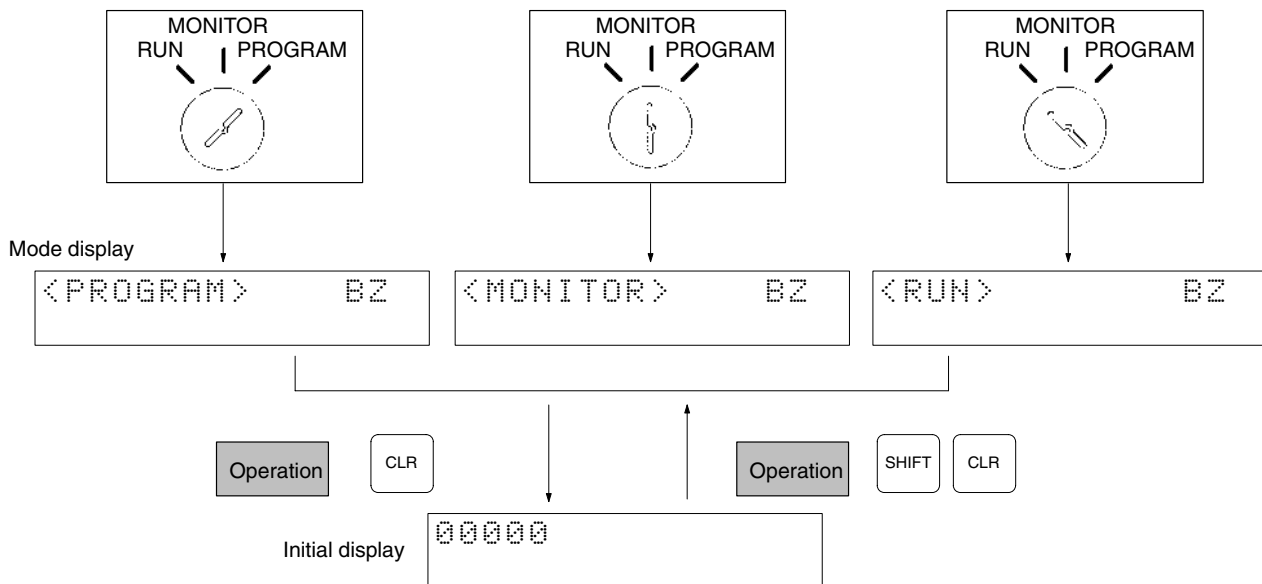 MONITOR MONITOR MONITOR
RUN PROGRAM RUN PROGRAM RUN PROGRAM
Mode display
<PROGRAM> BZ <MONITOR> BZ <RUN> BZ
Operation CLR Operation SHIFT CLR
Initial display 00000